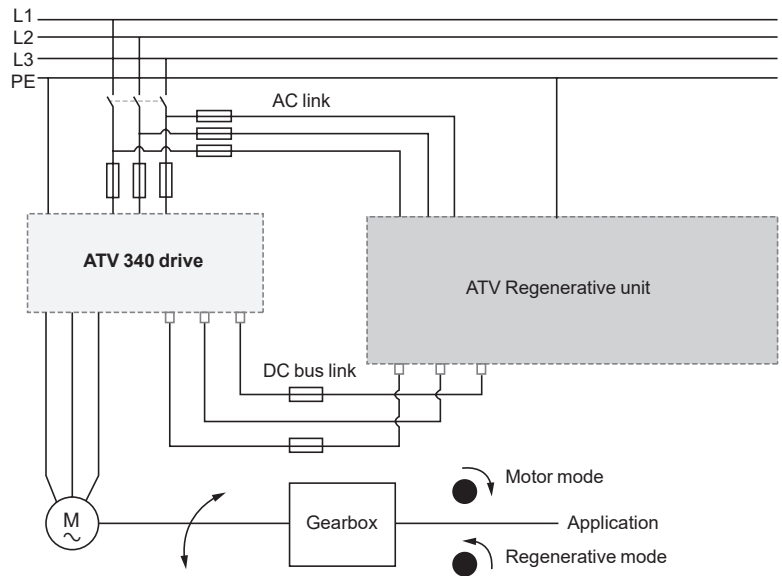 L1
L2
L3
PE
AC link
ATV 340 drive
ATV Regenerative unit
DC bus link
Motor mode
M
~
Gearbox
Application
Regenerative mode